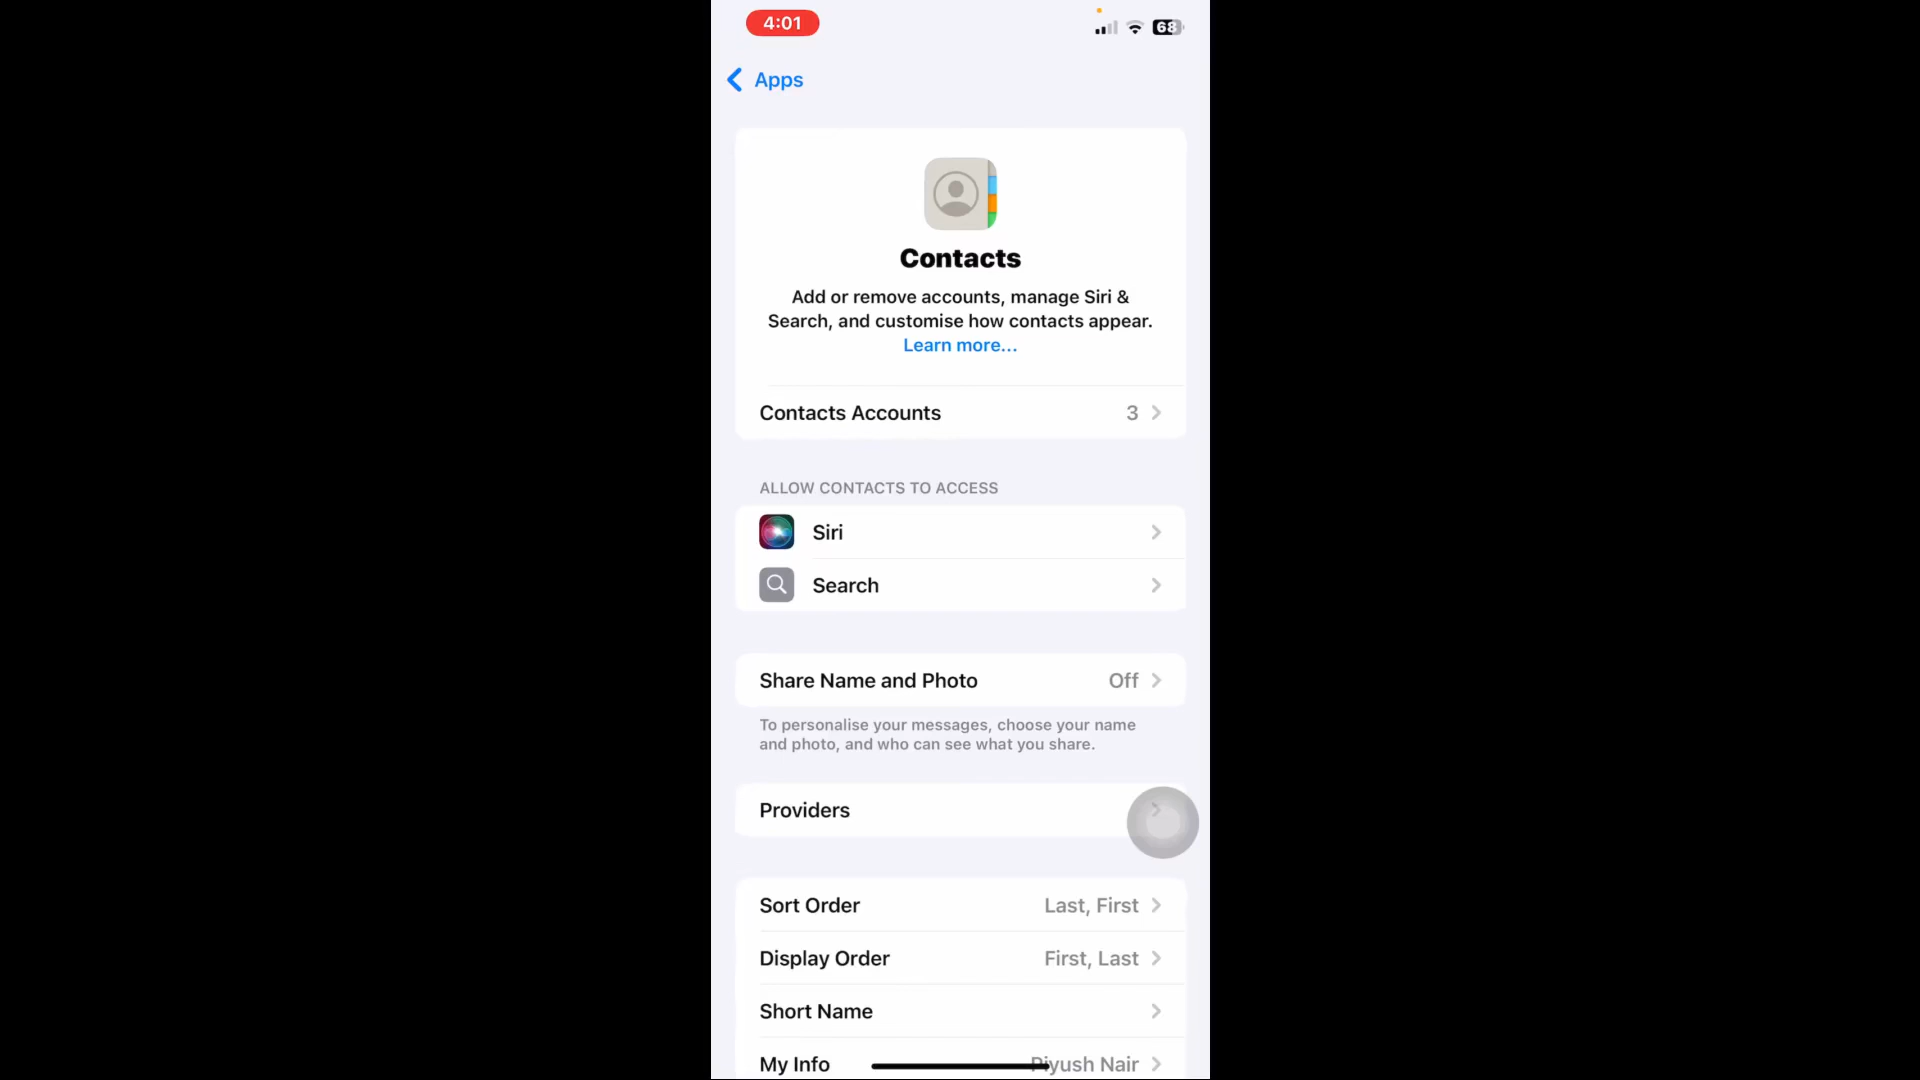 4:01
68
Apps
Contacts
Add or remove accounts, manage Siri &
Search, and customise how contacts appear.
Learn more...
Contacts Accounts 3
ALLOW CONTACTS TO ACCESS
Siri
Search
Share Name and Photo Off
To personalise your messages, choose your name
and photo, and who can see what you share.
Providers
Sort Order Last, First
Display Order First, Last
Short Name
My Info Piyush Nair